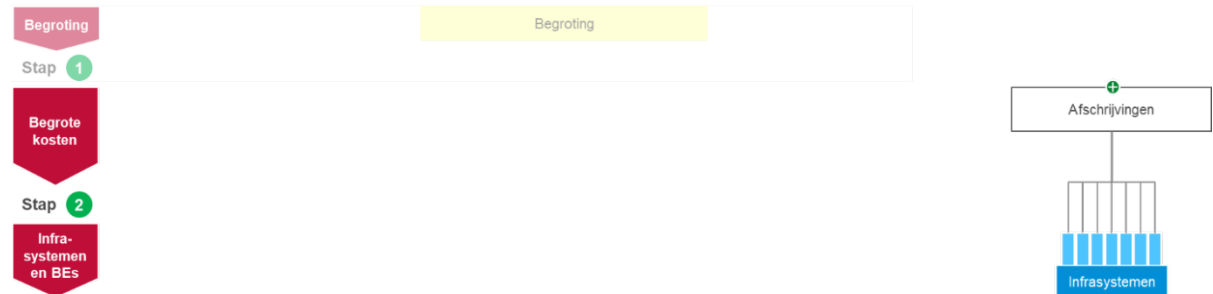 Begroting
Begroting
Stap 1
Begrote
kosten
Afschrijvingen
Stap 2
Infra-
systemen
en BEs
Infrasystemen